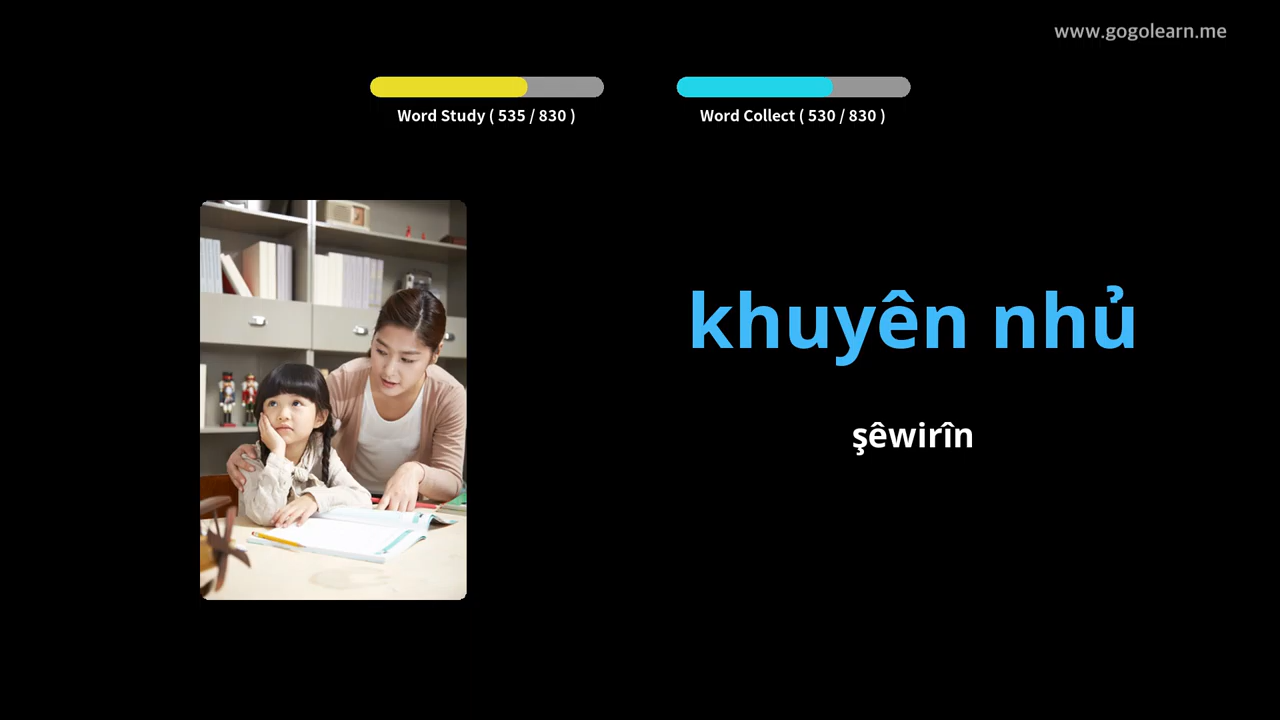 www.gogolearn.me
Word Study ( 535 / 830 )
Word Collect ( 530 / 830 )
khuyên nhủ
şêwirîn